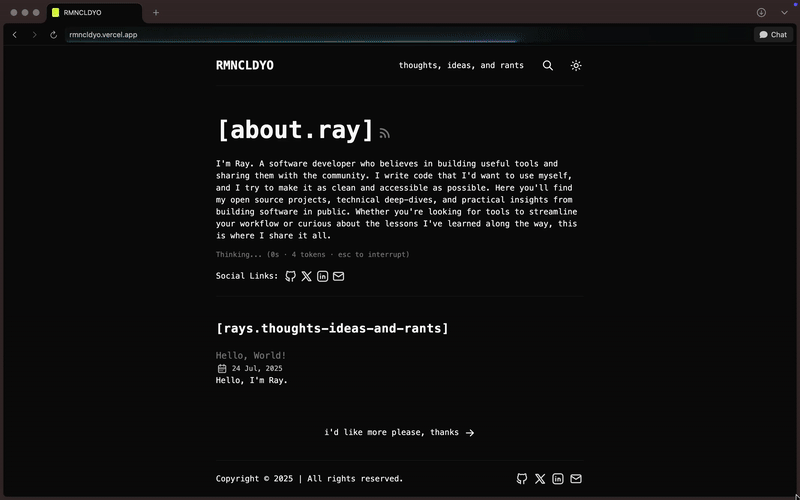 RMNCLDYO
rmncldyo.vercel.app
Chat
RMNCLDYO
thoughts, ideas, and rants
[about.ray]
I'm Ray. A software developer who believes in building useful tools and
sharing them with the community. I write code that I'd want to use myself,
and I try to make it as clean and accessible as possible. Here you'll find
my open source projects, technical deep-dives, and practical insights from
building software in public. Whether you're looking for tools to streamline
your workflow or curious about the lessons I've learned along the way, this
is where I share it all.
Thinking... (0s · 4 tokens · esc to interrupt)
Social Links:
[rays.thoughts-ideas-and-rants]
Hello, World!
24 Jul, 2025
Hello, I'm Ray.
i'd like more please, thanks →
Copyright © 2025 | All rights reserved.